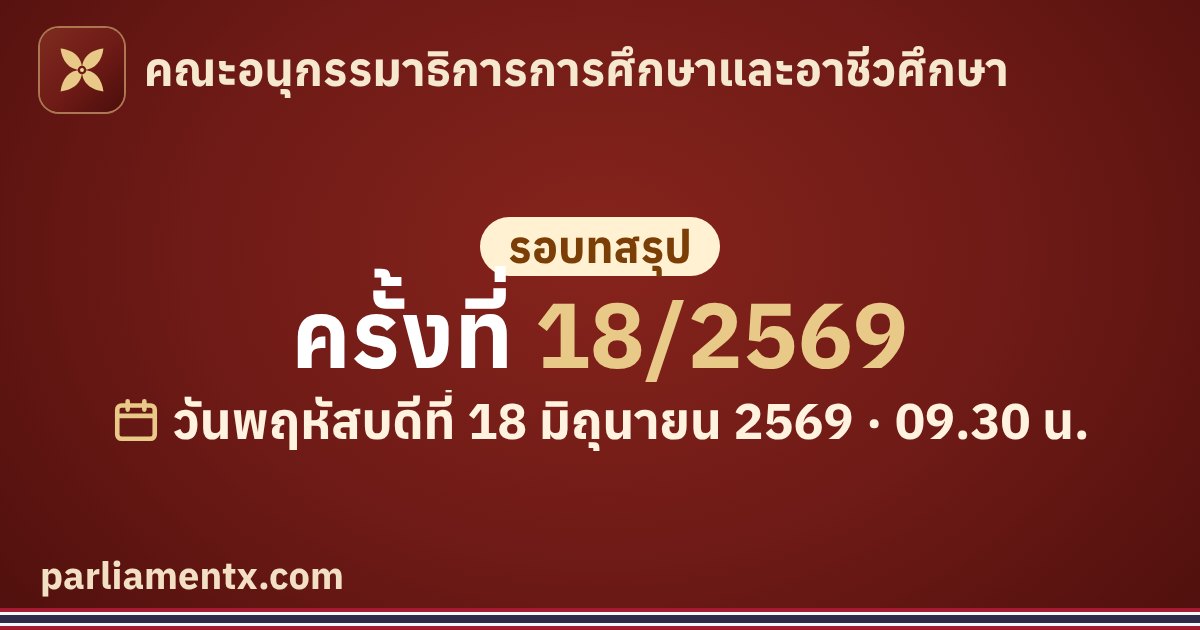 คณะอนุกรรมาธิการการศึกษาและอาชีวศึกษา
รอบทสรุป
ครั้งที่ 18/2569
วันพฤหัสบดีที่ 18 มิถุนายน 2569 · 09.30 น.
parliamentx.com